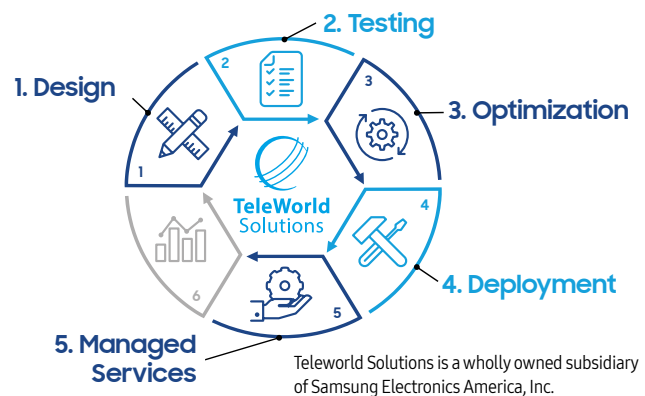 2. Testing
1. Design
2
3
3. Optimization
1
TeleWorld
Solutions
4
6
5
4. Deployment
5. Managed
Services
Teleworld Solutions is a wholly owned subsidiary
of Samsung Electronics America, Inc.